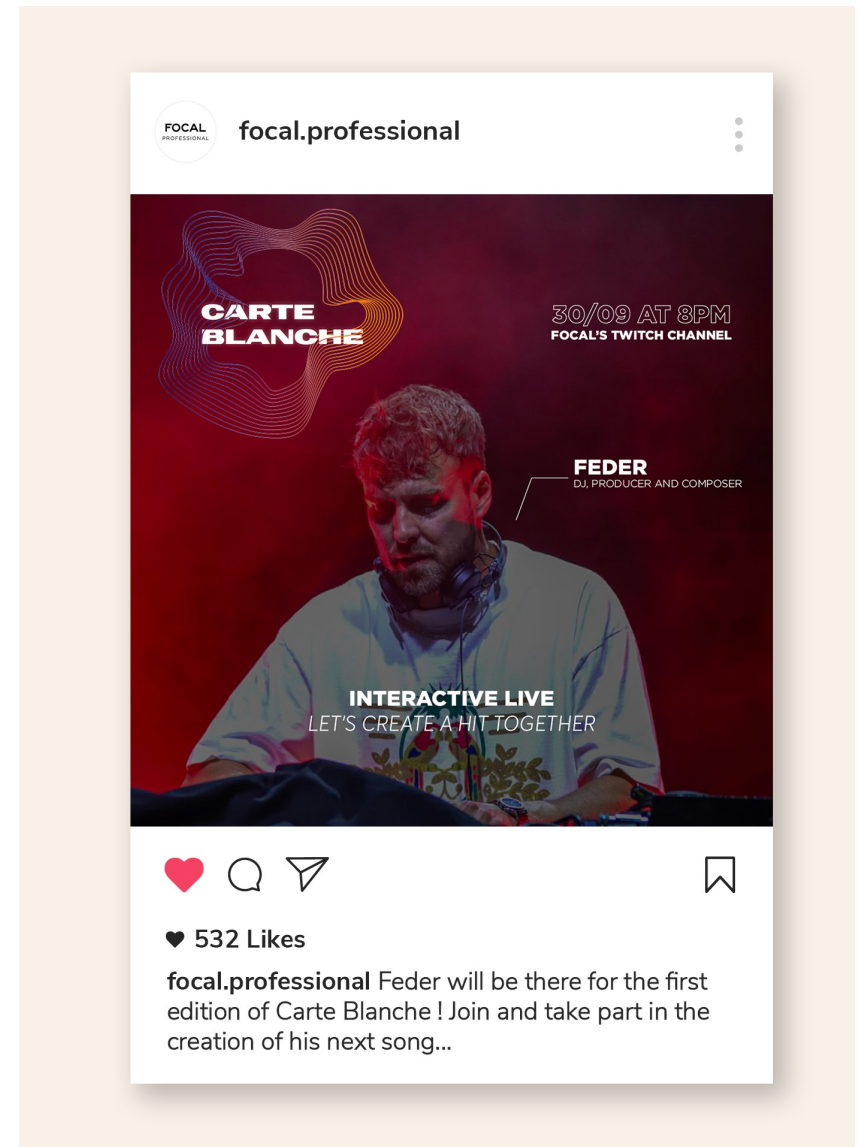 FOCAL
PROFESSIONAL
focal.professional
CARTE
BLANCHE
30/09 AT 8PM
FOCAL'S TWITCH CHANNEL
FEDER
DJ, PRODUCER AND COMPOSER
INTERACTIVE LIVE
LET'S CREATE A HIT TOGETHER
532 Likes
focal.professional Feder will be there for the first
edition of Carte Blanche ! Join and take part in the
creation of his next song...